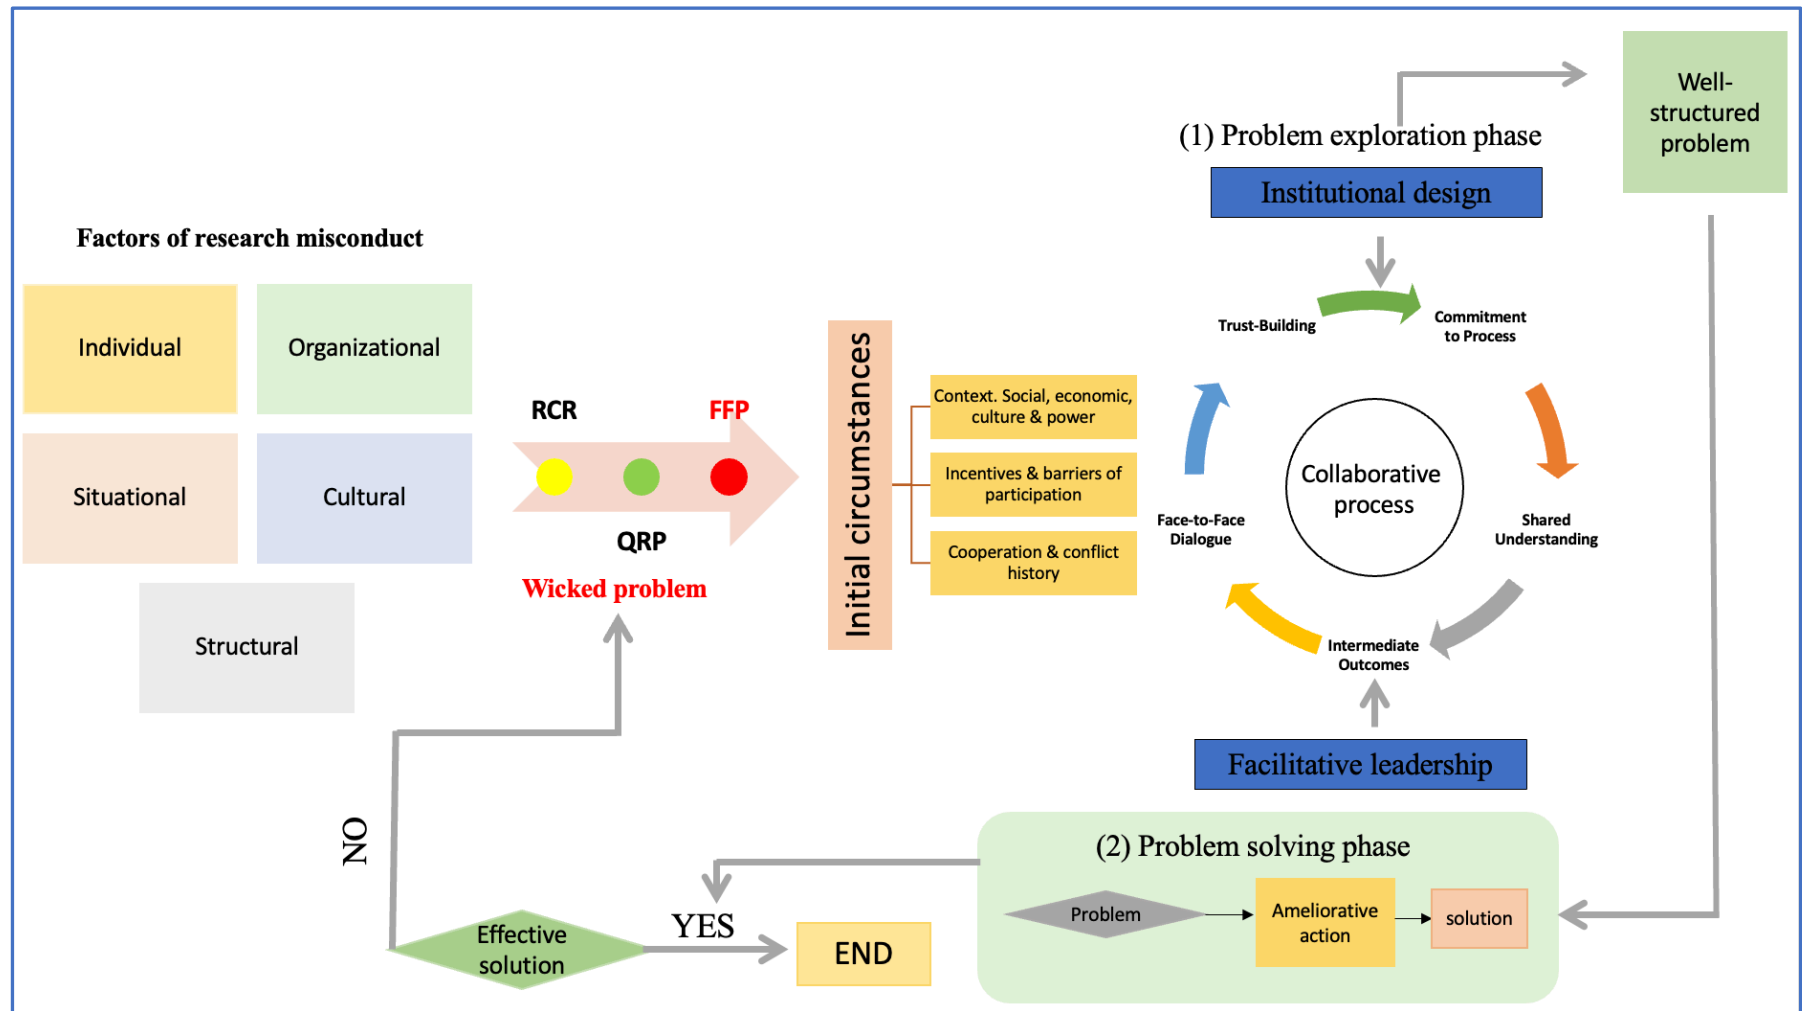 Factors of research misconduct
Individual
Organizational
Situational
Cultural
Structural
RCR
FFP
QRP
Wicked problem
Initial circumstances
Context. Social, economic,
culture & power
Incentives & barriers of
participation
Cooperation & conflict
history
(1) Problem exploration phase
Institutional design
Trust-Building
Commitment
to Process
Collaborative
process
Face-to-Face
Dialogue
Shared
Understanding
Intermediate
Outcomes
Facilitative leadership
Well-
structured
problem
(2) Problem solving phase
Problem
Ameliorative
action
solution
NO
Effective
solution
YES
END